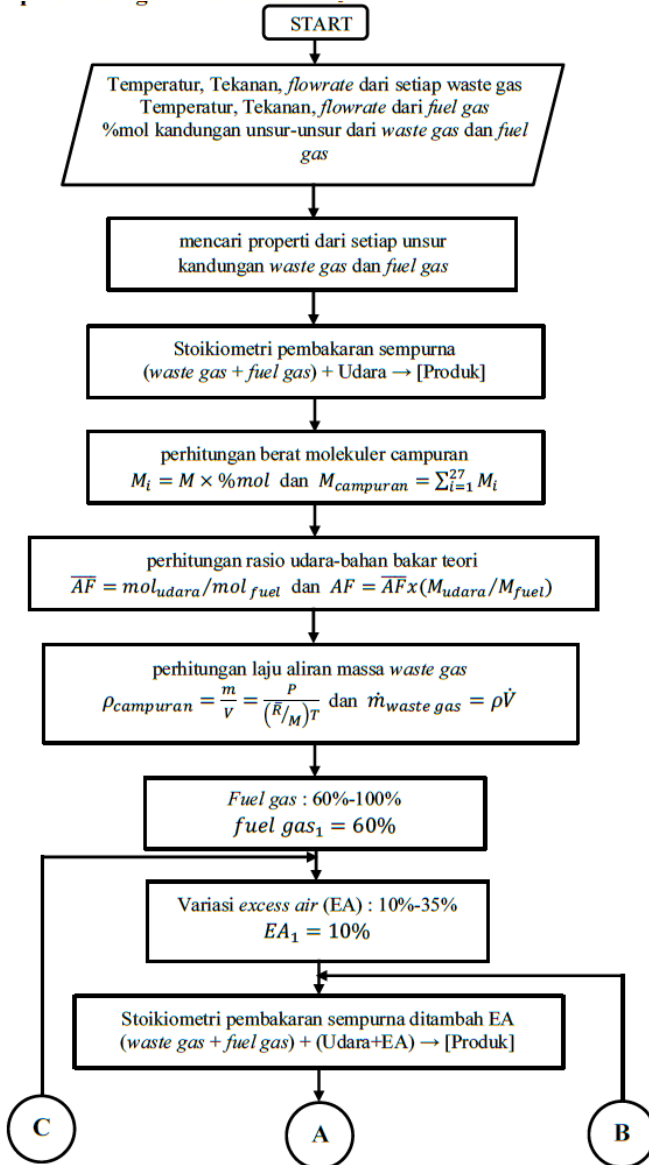 START
Temperatur, Tekanan, flowrate dari setiap waste gas
Temperatur, Tekanan, flowrate dari fuel gas
%mol kandungan unsur-unsur dari waste gas dan fuel
gas
mencari properti dari setiap unsur
kandungan waste gas dan fuel gas
Stoikiometri pembakaran sempurna
(waste gas + fuel gas) + Udara → [Produk]
perhitungan berat molekuler campuran
M_i = M × %mol dan M_campuran = ∑_{i=1}^{27} M_i
perhitungan rasio udara-bahan bakar teori
A̅F̅ = mol_udara/mol_fuel dan AF = A̅F̅x(M_udara/M_fuel)
perhitungan laju aliran massa waste gas
ρ_campuran = m/V = P/((R̅/M)T) dan ṁ_waste gas = ρV̇
Fuel gas : 60%-100%
fuel gas₁ = 60%
Variasi excess air (EA) : 10%-35%
EA₁ = 10%
Stoikiometri pembakaran sempurna ditambah EA
(waste gas + fuel gas) + (Udara+EA) → [Produk]
C
A
B